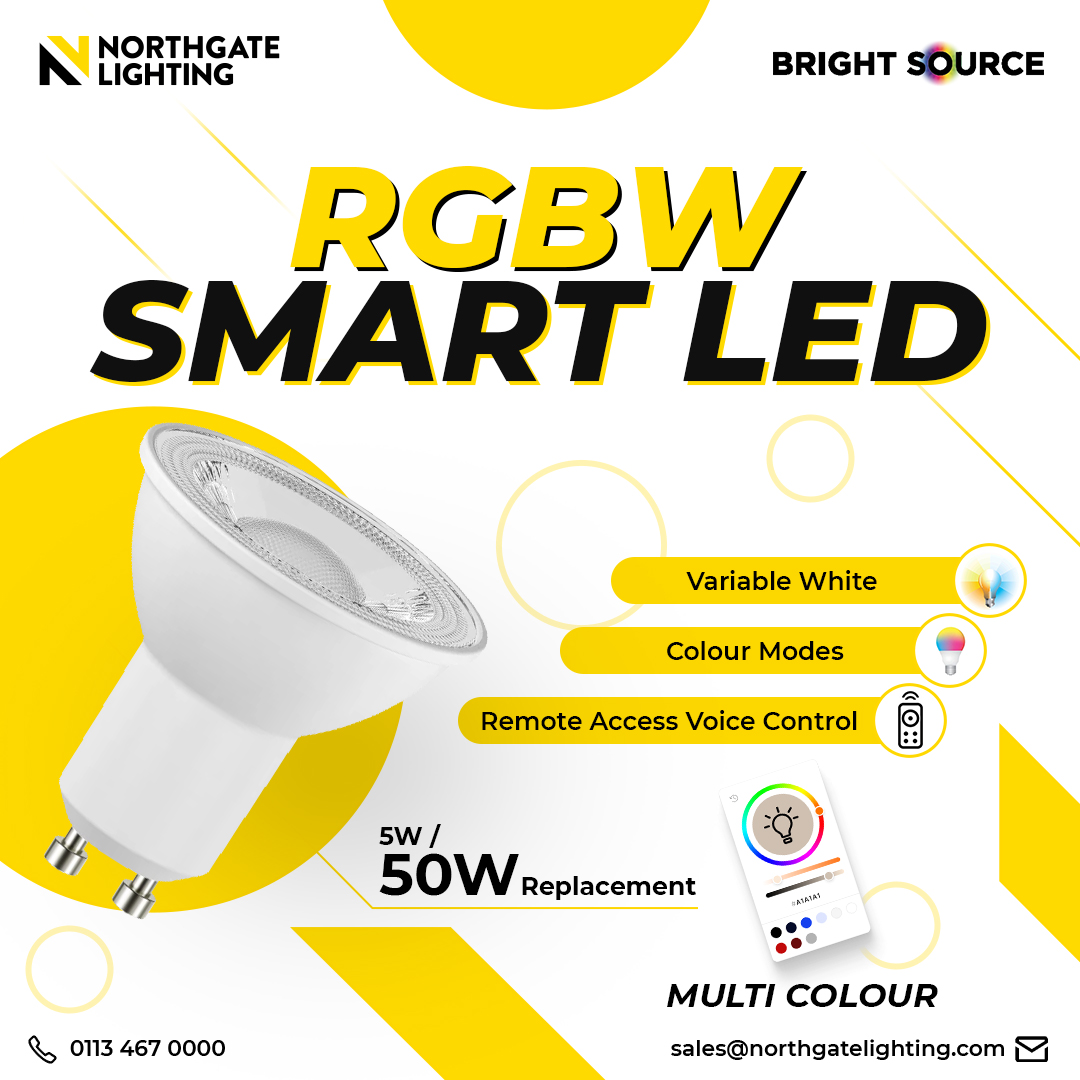 NORTHGATE
LIGHTING
BRIGHT SOURCE
RGBW
SMART LED
Variable White
Colour Modes
Remote Access Voice Control
5W /
50W Replacement
#A1A1A1
MULTI COLOUR
0113 467 0000
sales@northgatelighting.com